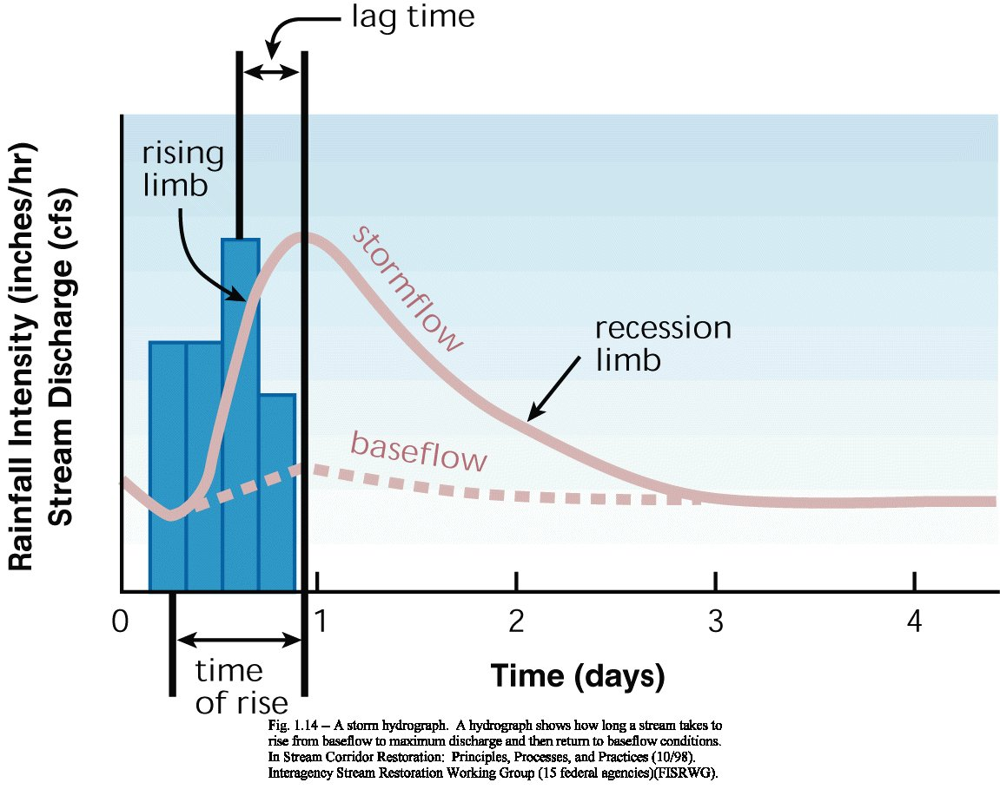 lag time
rising
limb
Rainfall Intensity (inches/hr)
Stream Discharge (cfs)
stormflow
recession
limb
baseflow
0
1
2
3
4
time
of rise
Time (days)
Fig. 1.14 – A storm hydrograph. A hydrograph shows how long a stream takes to
rise from baseflow to maximum discharge and then return to baseflow conditions.
In Stream Corridor Restoration: Principles, Processes, and Practices (10/98).
Interagency Stream Restoration Working Group (15 federal agencies)(FISRWG).